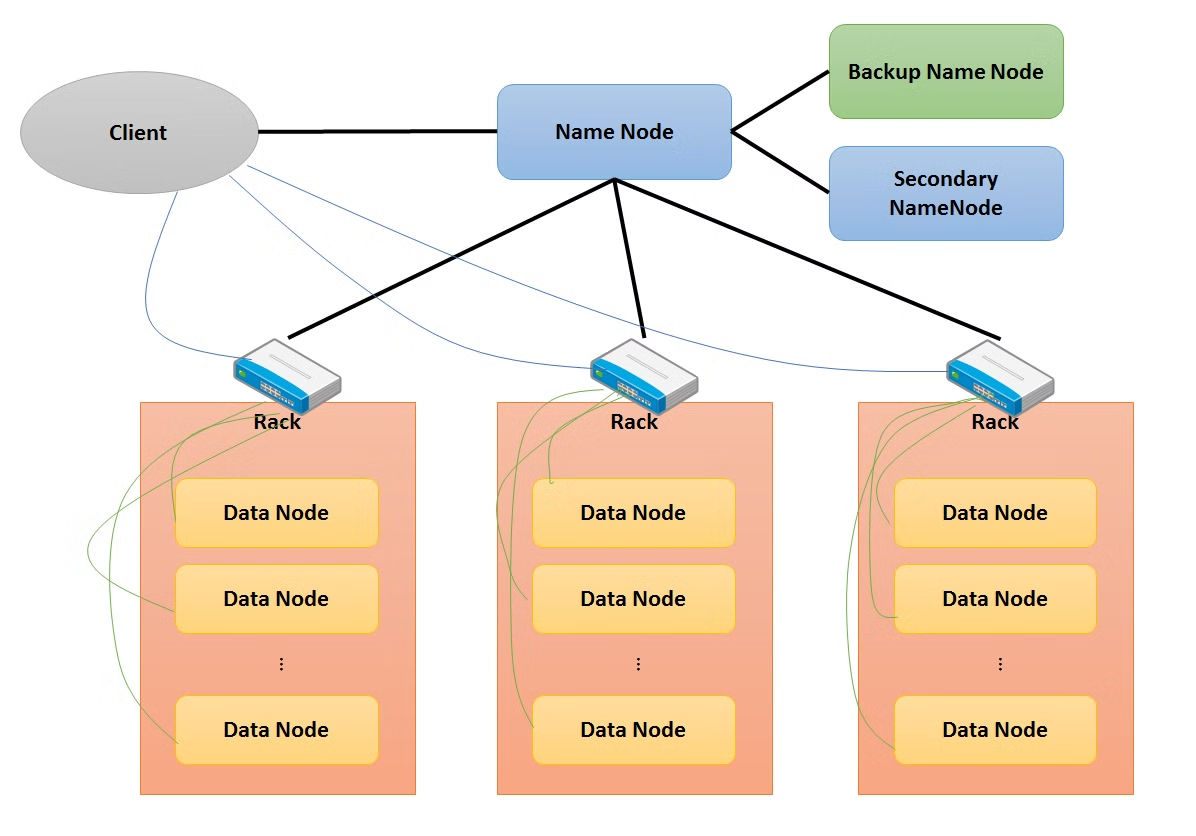 Client
Name Node
Backup Name Node
Secondary
NameNode
Rack
Data Node
Data Node
⋮
Data Node
Rack
Data Node
Data Node
⋮
Data Node
Rack
Data Node
Data Node
⋮
Data Node